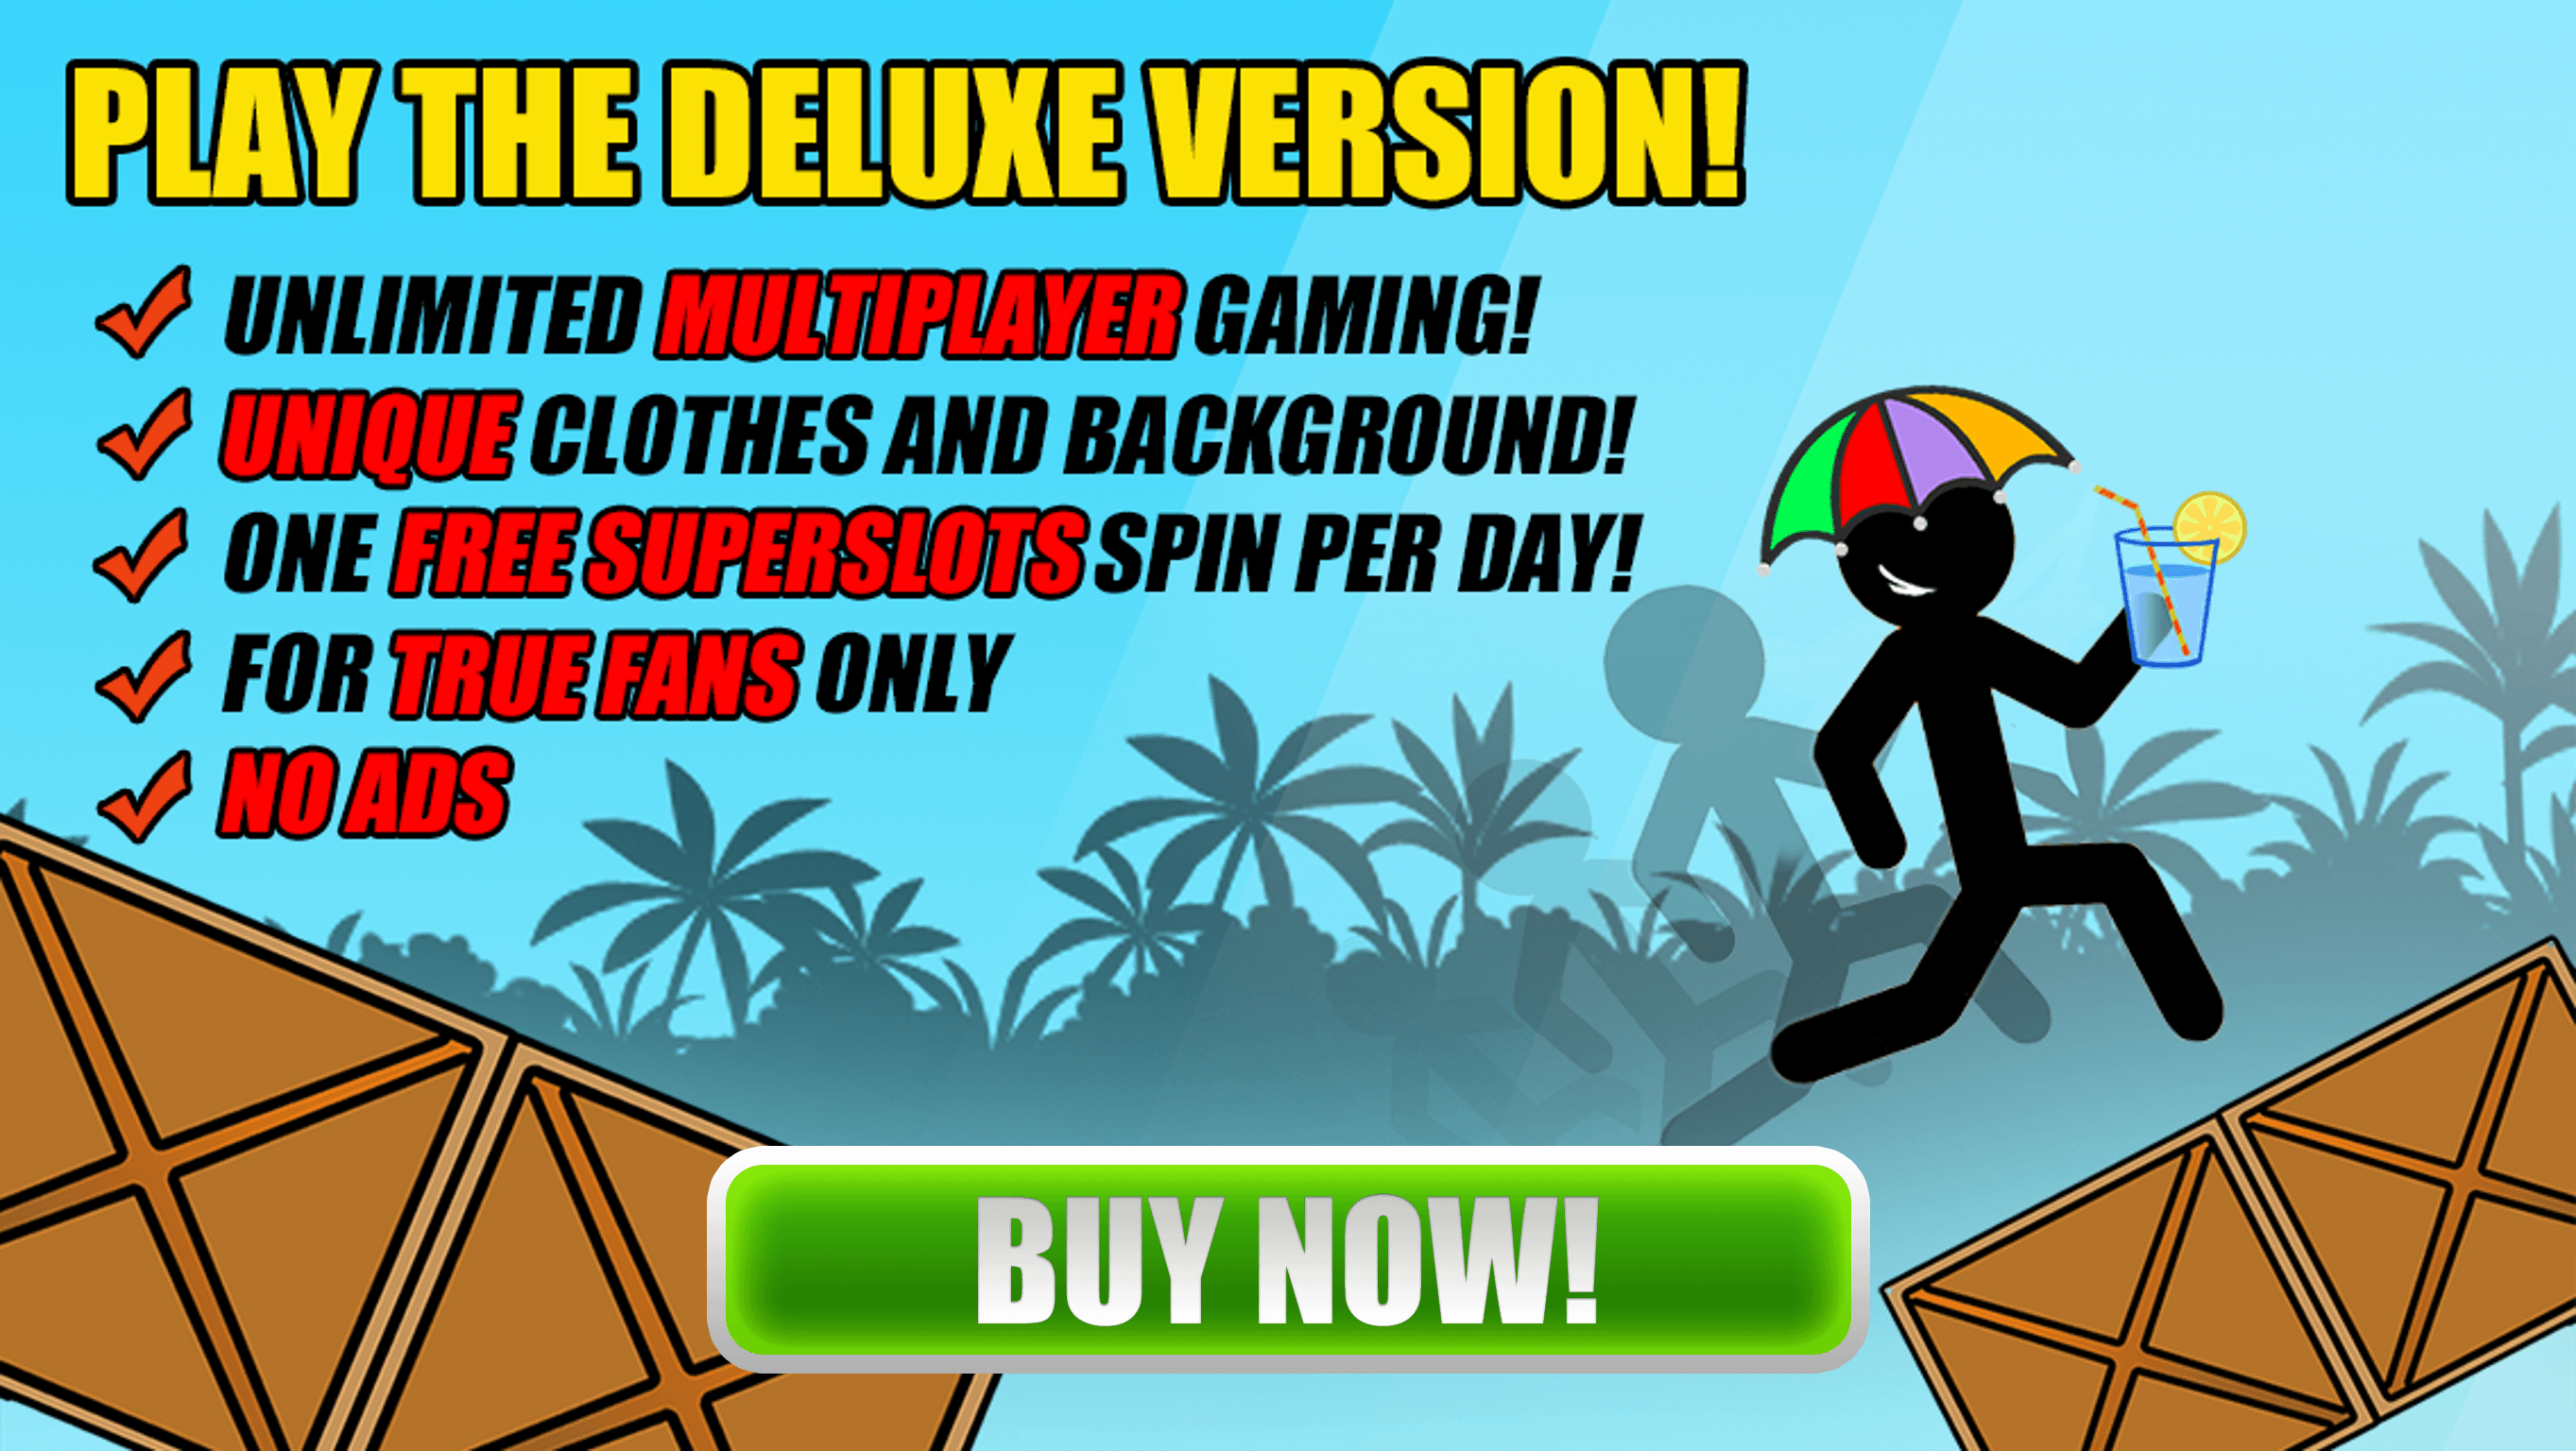 PLAY THE DELUXE VERSION!
UNLIMITED MULTIPLAYER GAMING!
UNIQUE CLOTHES AND BACKGROUND!
ONE FREE SUPERSLOTS SPIN PER DAY!
FOR TRUE FANS ONLY
NO ADS
BUY NOW!